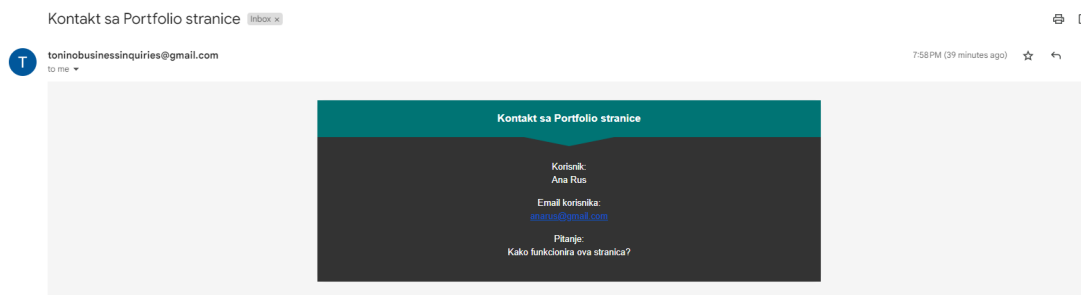 Kontakt sa Portfolio stranice Inbox x
T
toninobusinessinquiries@gmail.com
7:58 PM (39 minutes ago)
to me
Kontakt sa Portfolio stranice
Korisnik:
Ana Rus
Email korisnika:
anarus@gmail.com
Pitanje:
Kako funkcionira ova stranica?